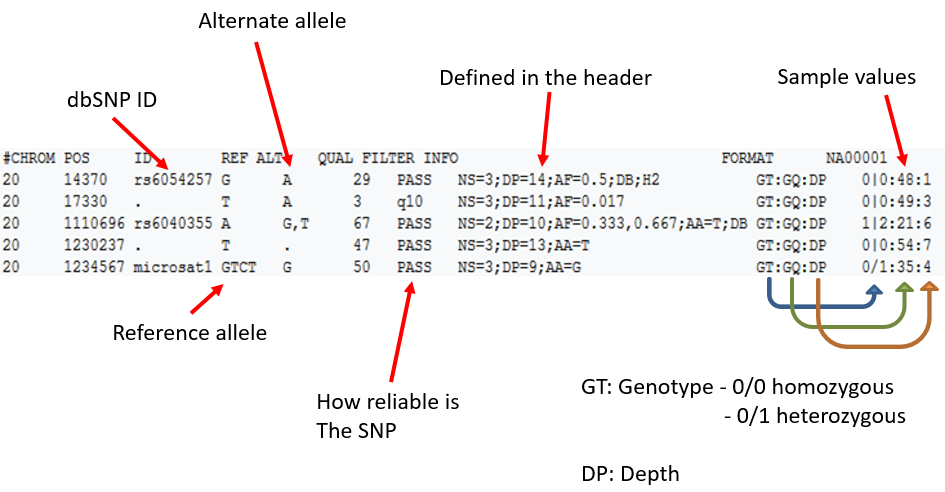 Alternate allele
Defined in the header
Sample values
dbSNP ID
#CHROM POS ID REF ALT QUAL FILTER INFO FORMAT NA00001
20 14370 rs6054257 G A 29 PASS NS=3;DP=14;AF=0.5;DB;H2 GT:GQ:DP 0|0:48:1
20 17330 . T A 3 q10 NS=3;DP=11;AF=0.017 GT:GQ:DP 0|0:49:3
20 1110696 rs6040355 A G,T 67 PASS NS=2;DP=10;AF=0.333,0.667;AA=T;DB GT:GQ:DP 1|2:21:6
20 1230237 . T . 47 PASS NS=3;DP=13;AA=T GT:GQ:DP 0|0:54:7
20 1234567 microsat1 GTCT G 50 PASS NS=3;DP=9;AA=G GT:GQ:DP 0/1:35:4
Reference allele
How reliable is
The SNP
GT: Genotype - 0/0 homozygous
- 0/1 heterozygous
DP: Depth